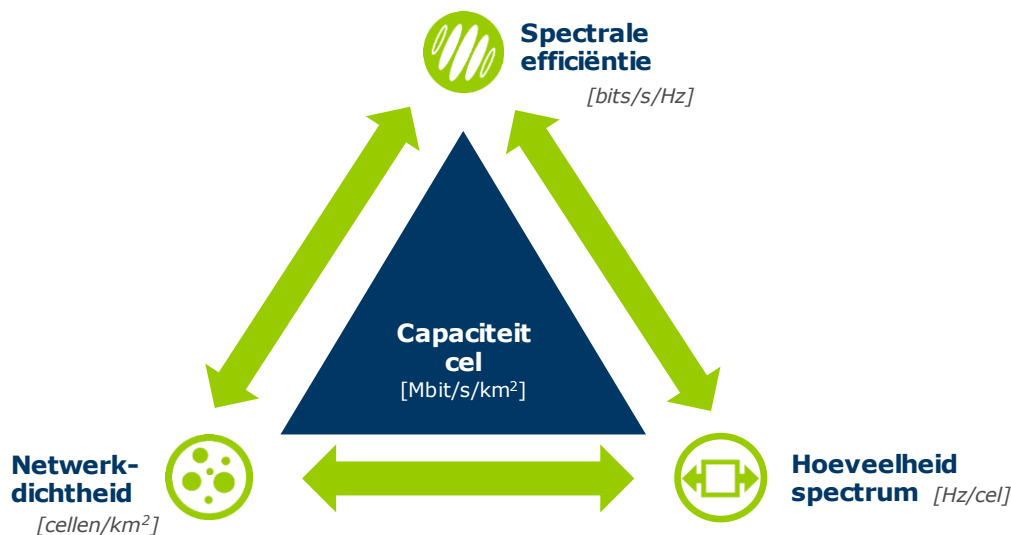 Spectrale
efficiëntie
[bits/s/Hz]
Capaciteit
cel
[Mbit/s/km²]
Netwerk-
dichtheid
[cellen/km²]
Hoeveelheid
spectrum [Hz/cel]